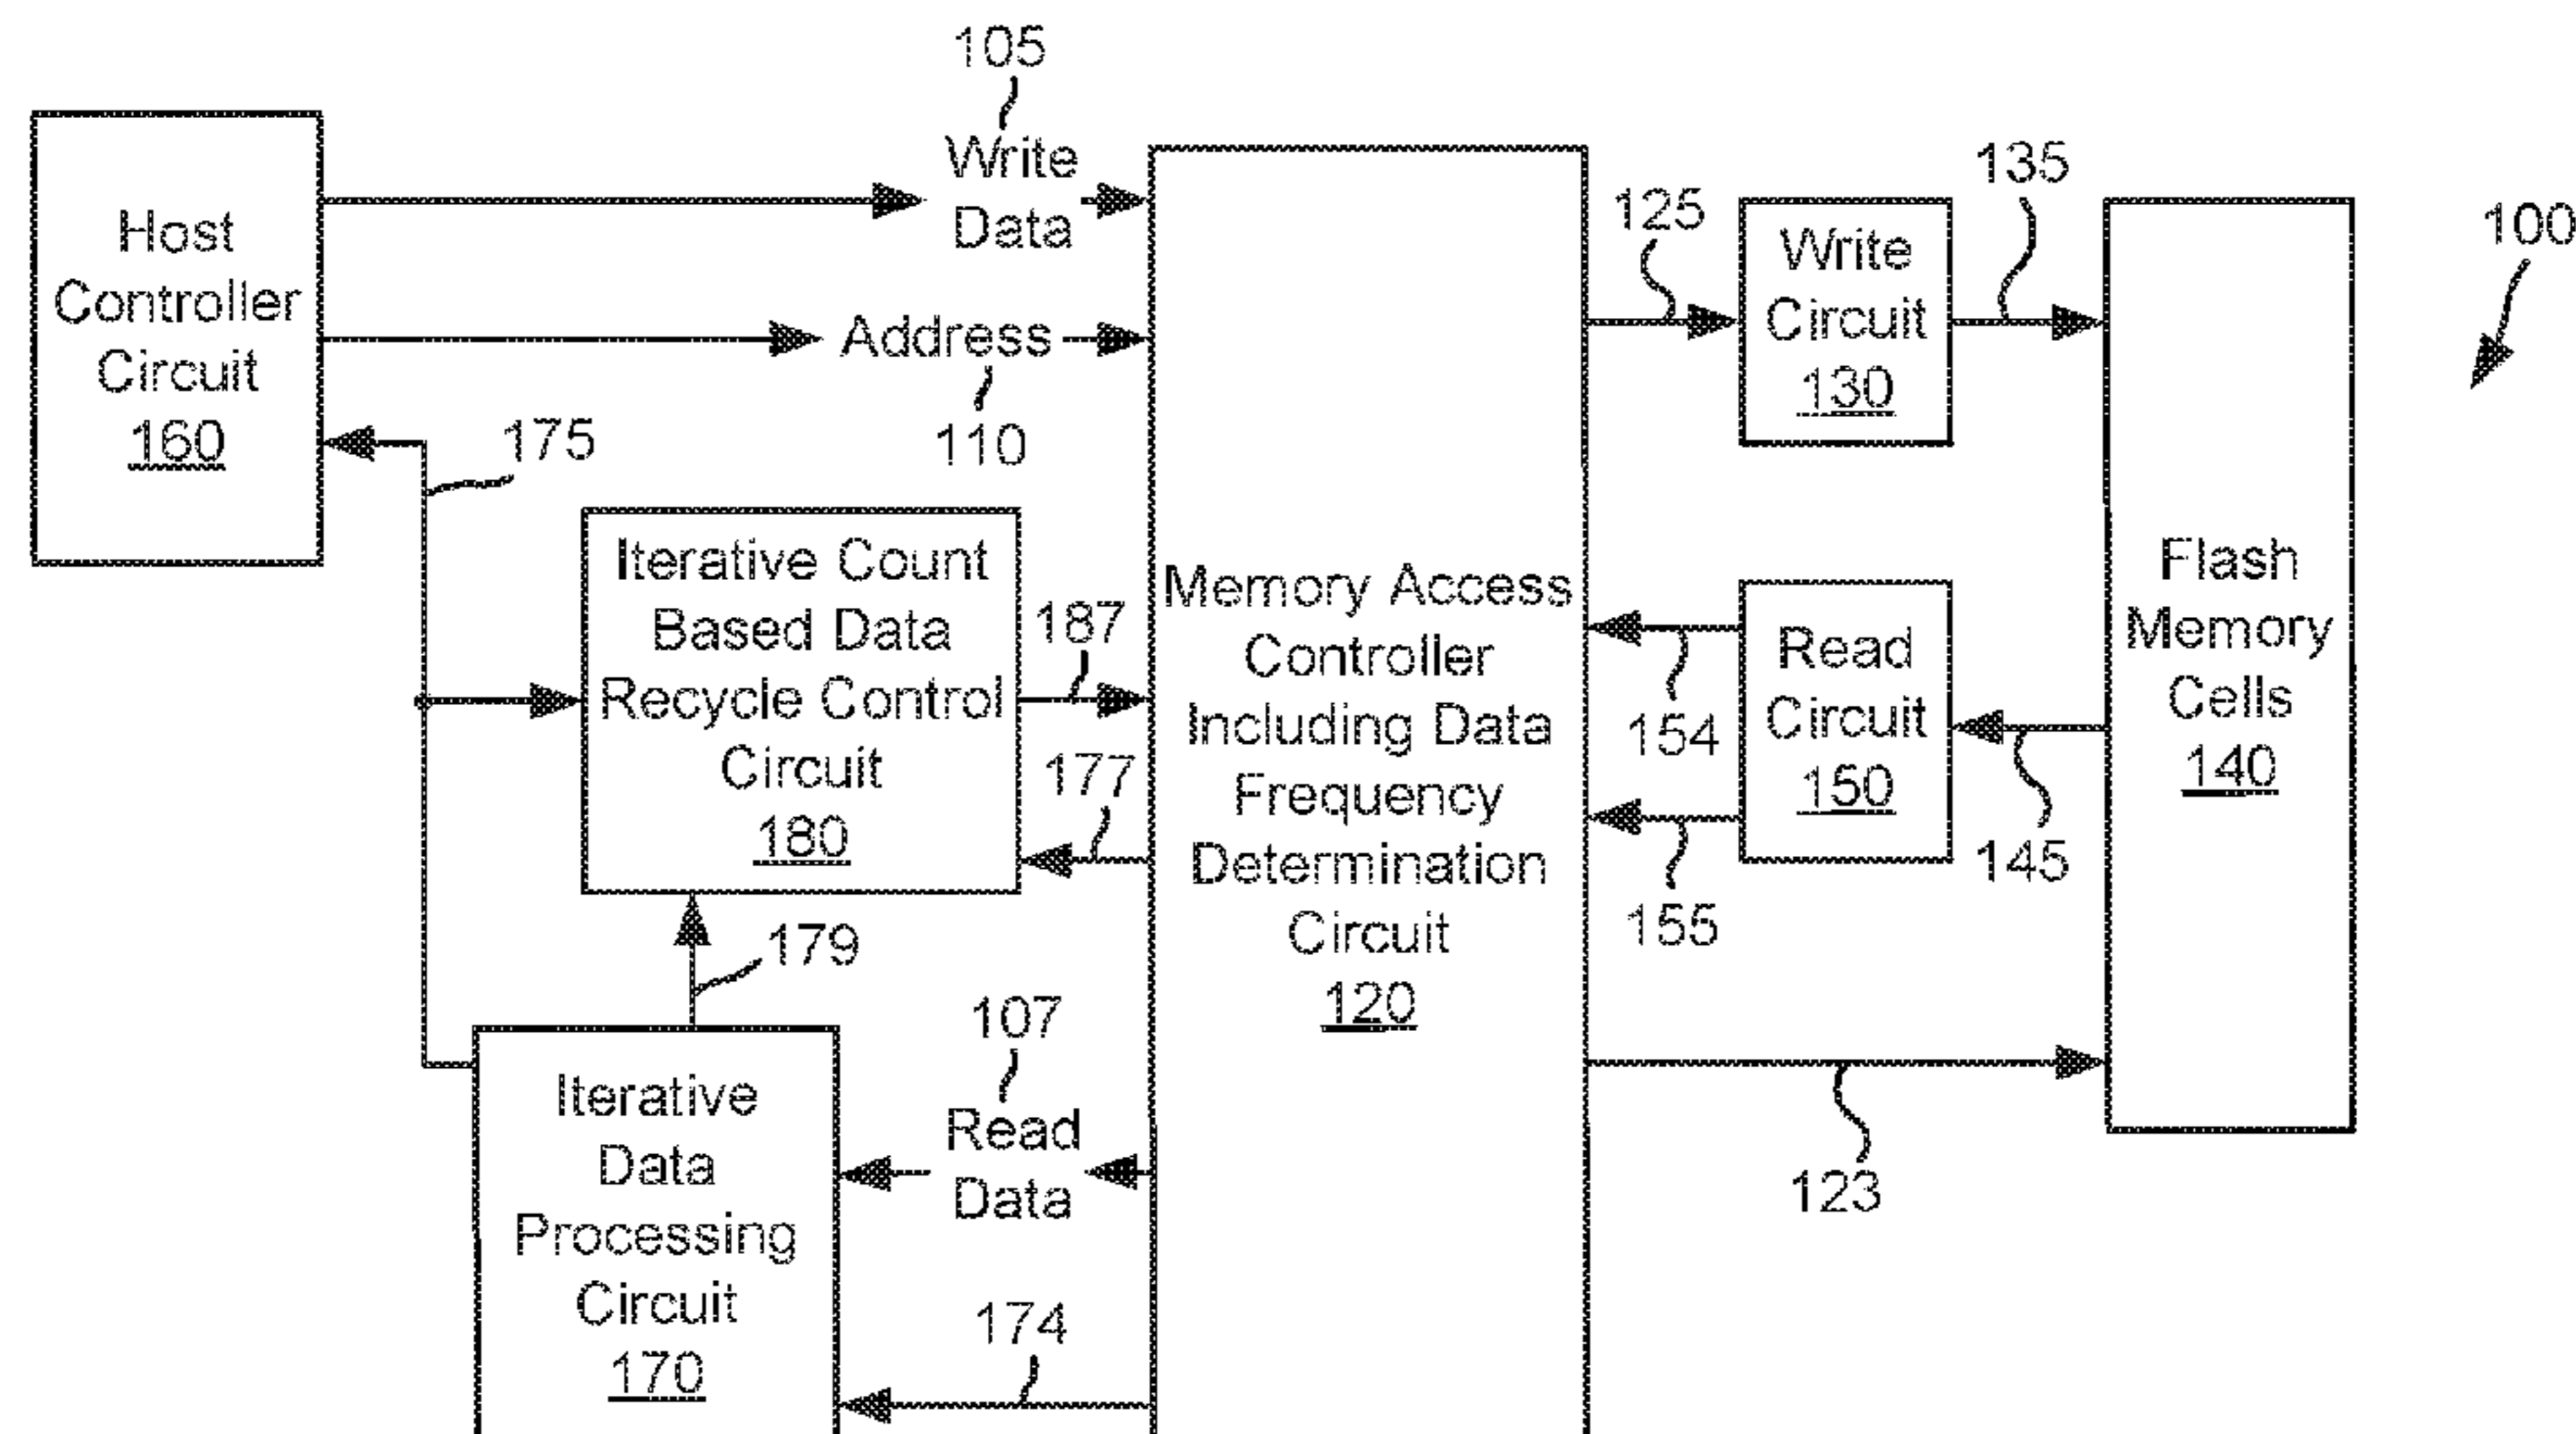 105
Write
Data
Host
Controller
Circuit
160
Address
110
175
125
Write
Circuit
130
135
100
Iterative Count
Based Data
Recycle Control
Circuit
180
187
177
Memory Access
Controller
Including Data
Frequency
Determination
Circuit
120
154
155
Read
Circuit
150
145
Flash
Memory
Cells
140
179
107
Read
Data
Iterative
Data
Processing
Circuit
170
174
123